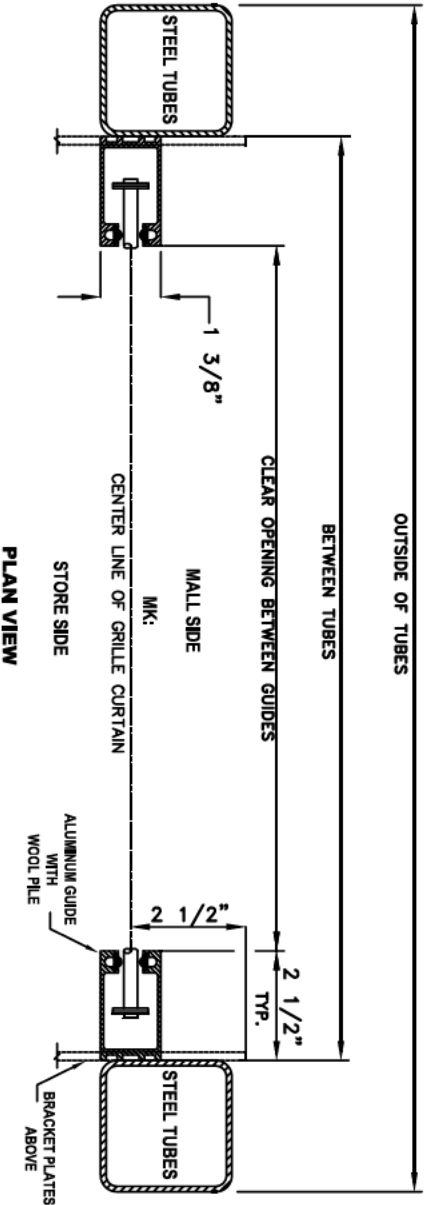 OUTSIDE OF TUBES
BETWEEN TUBES
CLEAR OPENING BETWEEN GUIDES
STEEL TUBES
STEEL TUBES
1 3/8"
2 1/2"
2 1/2"
TYP.
MALL SIDE
MK:
CENTER LINE OF GRILLE CURTAIN
STORE SIDE
ALUMINUM GUIDE
WITH
WOOL PILE
BRACKET PLATES
ABOVE
PLAN VIEW